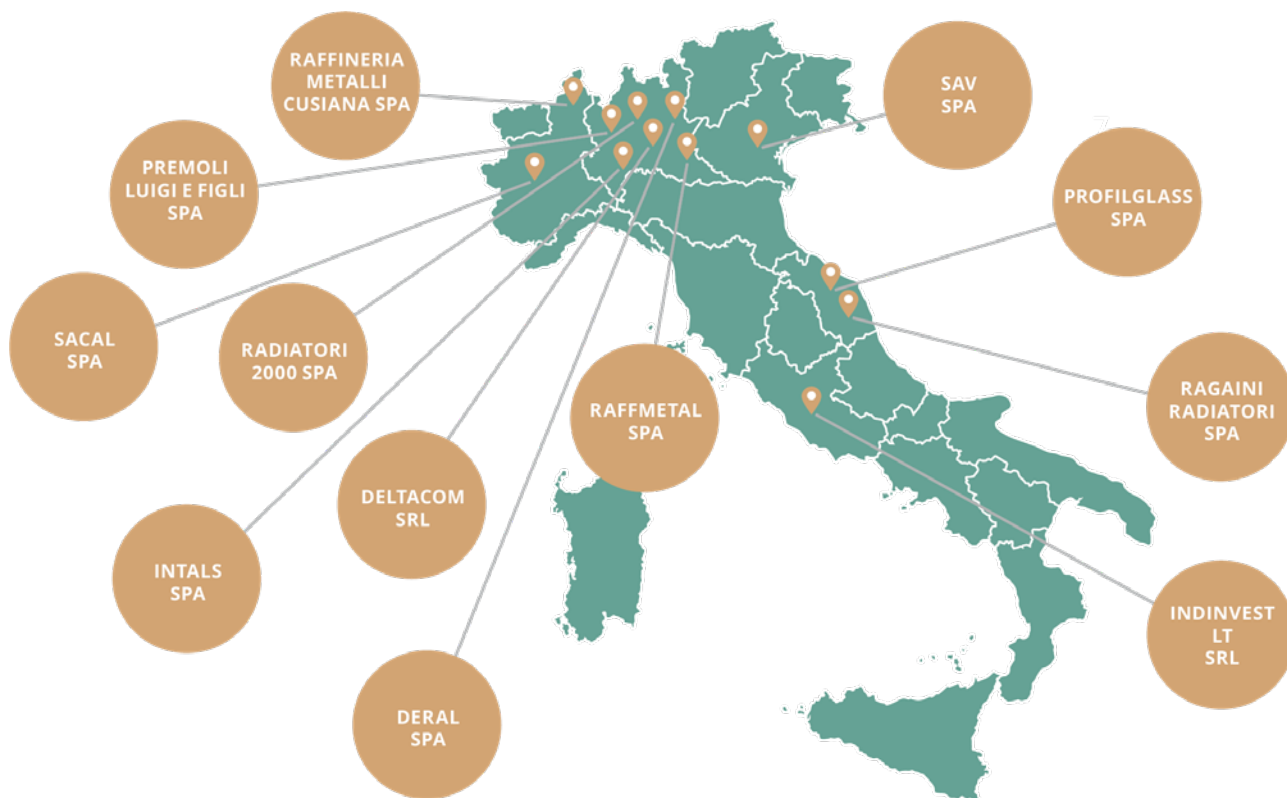 RAFFINERIA
METALLI
CUSIANA SPA
SAV
SPA
PREMOLI
LUIGI E FIGLI
SPA
PROFILGLASS
SPA
SACAL
SPA
RADIATORI
2000 SPA
RAFFMETAL
SPA
RAGAINI
RADIATORI
SPA
DELTACOM
SRL
INTALS
SPA
INDINVEST
LT
SRL
DERAL
SPA